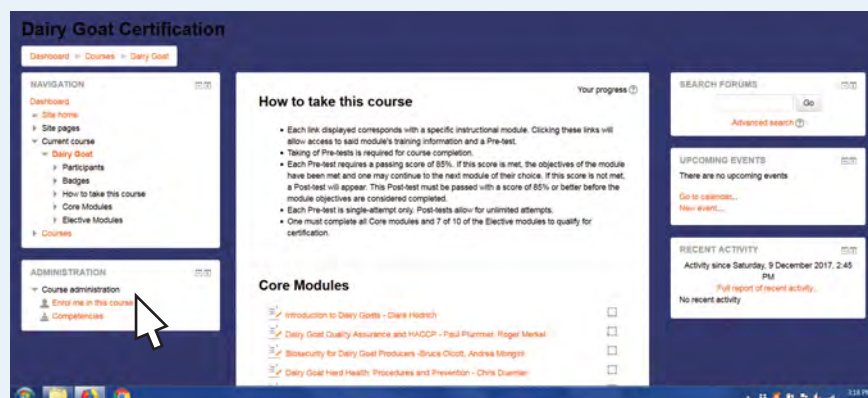 Dairy Goat Certification
Dashboard Courses Dairy Goat
NAVIGATION
Dashboard
Site home
Site pages
Current course
Dairy Goat
Participants
Badges
How to take this course
Core Modules
Elective Modules
Courses
ADMINISTRATION
Course administration
Enrol me in this course
Competencies
Your progress
How to take this course
• Each link displayed corresponds with a specific instructional module. Clicking these links will
allow access to said module's training information and a Pre-test.
• Taking of Pre-tests is required for course completion.
• Each Pre-test requires a passing score of 85%. If this score is met, the objectives of the module
have been met and one may continue to the next module of their choice. If this score is not met,
a Post-test will appear. This Post-test must be passed with a score of 85% or better before the
module objectives are considered completed.
• Each Pre-test is single-attempt only. Post-tests allow for unlimited attempts.
• One must complete all Core modules and 7 of 10 of the Elective modules to qualify for
certification.
Core Modules
Introduction to Dairy Goats - Clara Hedrich
Dairy Goat Quality Assurance and HACCP - Paul Plummer, Roger Merkel
Biosecurity for Dairy Goat Producers -Bruce Olcott, Andrea Mongini
Dairy Goat Herd Health: Procedures and Prevention - Chris Duemler
SEARCH FORUMS
Go
Advanced search
UPCOMING EVENTS
There are no upcoming events
Go to calendar...
New event...
RECENT ACTIVITY
Activity since Saturday, 9 December 2017, 2:45
PM
Full report of recent activity...
No recent activity
3:18 PM